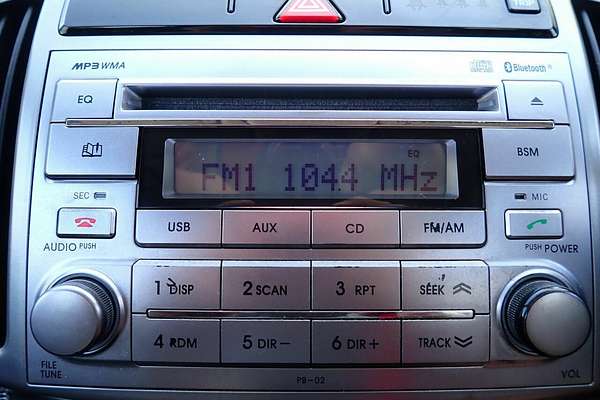 MP3 WMA
Bluetooth®
EQ
BSM
EQ
FM1 104.4 MHz
SEC
MIC
USB
AUX
CD
FM/AM
AUDIO PUSH
PUSH POWER
1 DISP
2 SCAN
3 RPT
SEEK
4 RDM
5 DIR-
6 DIR+
TRACK
FILE
TUNE
PB-02
VOL